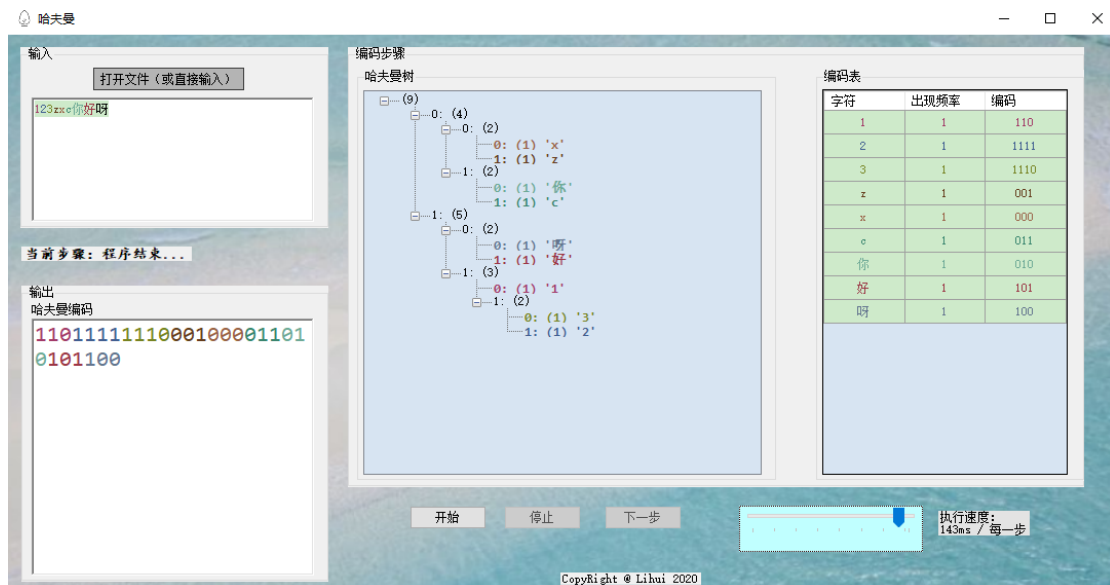 哈夫曼
输入
打开文件（或直接输入）
123zxc你好呀
当前步骤：程序结束...
输出
哈夫曼编码
11011111111000100001101
0101100
编码步骤
哈夫曼树
(9)
0: (4)
0: (2)
0: (1) 'x'
1: (1) 'z'
1: (2)
0: (1) '你'
1: (1) 'c'
1: (5)
0: (2)
0: (1) '呀'
1: (1) '好'
1: (3)
0: (1) '1'
1: (2)
0: (1) '3'
1: (1) '2'
编码表
字符 出现频率 编码
1 1 110
2 1 1111
3 1 1110
z 1 001
x 1 000
c 1 011
你 1 010
好 1 101
呀 1 100
开始 停止 下一步
执行速度：
143ms / 每一步
CopyRight @ Lihui 2020